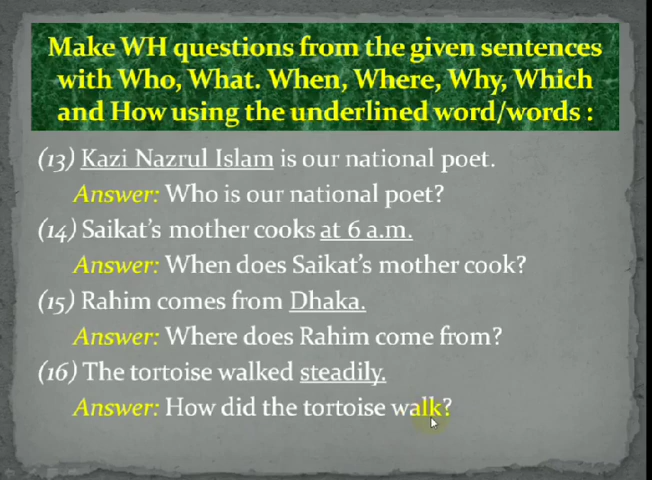 Make WH questions from the given sentences
with Who, What. When, Where, Why, Which
and How using the underlined word/words :
(13) Kazi Nazrul Islam is our national poet.
Answer: Who is our national poet?
(14) Saikat's mother cooks at 6 a.m.
Answer: When does Saikat's mother cook?
(15) Rahim comes from Dhaka.
Answer: Where does Rahim come from?
(16) The tortoise walked steadily.
Answer: How did the tortoise walk?